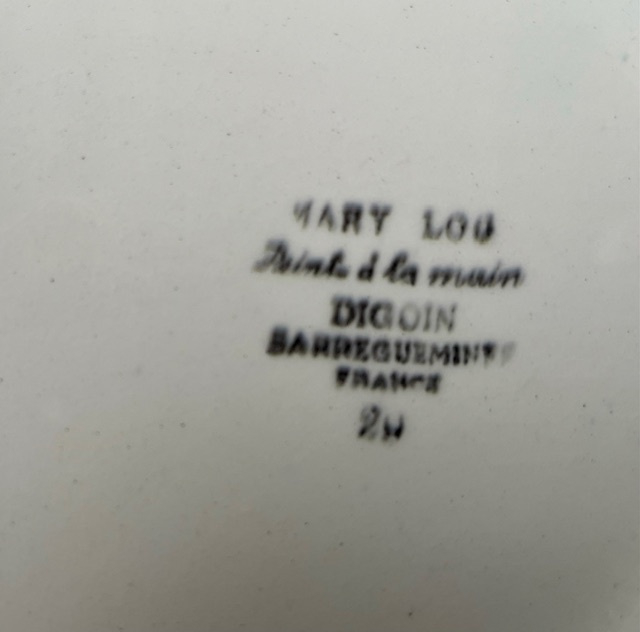 MARY LOU
Peint à la main
DIGOIN
SARREGUEMINES
FRANCE